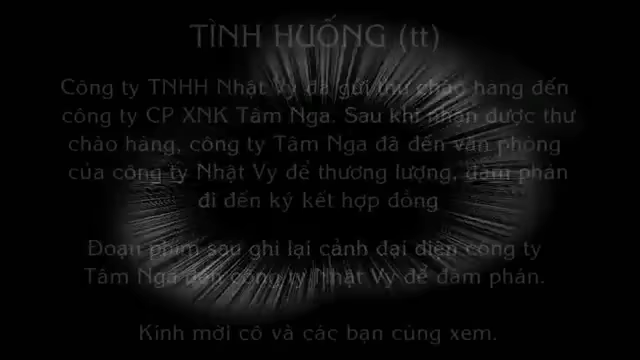 TÌNH HUỐNG (tt)
Công ty TNHH Nhật Vy đã gửi thư chào hàng đến
công ty CP XNK Tâm Nga. Sau khi nhận được thư
chào hàng, công ty Tâm Nga đã đến văn phòng
của công ty Nhật Vy để thương lượng, đàm phán
đi đến ký kết hợp đồng
Đoạn phim sau ghi lại cảnh đại diện công ty
Tâm Nga đến công ty Nhật Vy để đàm phán.
Kính mời cô và các bạn cùng xem.